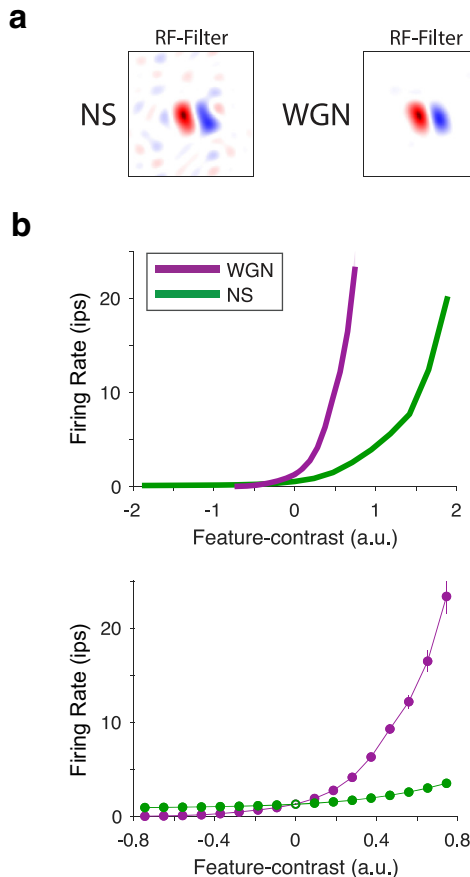 a
RF-Filter
RF-Filter
NS
WGN
b
WGN
NS
Firing Rate (ips)
20
10
0
-2
-1
0
1
2
Feature-contrast (a.u.)
Firing Rate (ips)
20
10
0
-0.8
-0.4
0
0.4
0.8
Feature-contrast (a.u.)